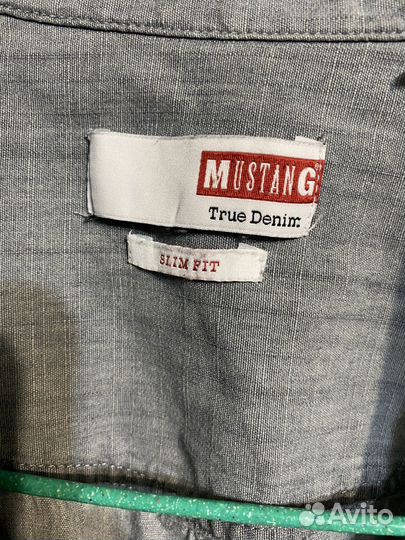 MUSTANG
True Denim
SLIM FIT
Avito